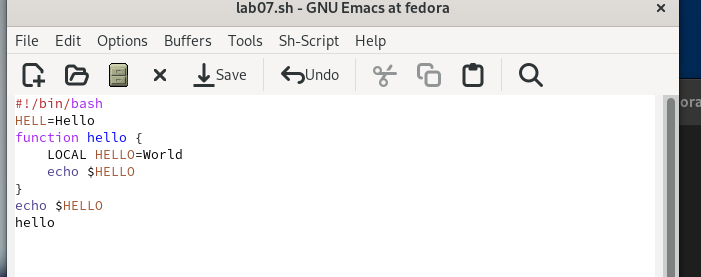 lab07.sh - GNU Emacs at fedora
File Edit Options Buffers Tools Sh-Script Help
Save Undo
#!/bin/bash
HELL=Hello
function hello {
    LOCAL HELLO=World
    echo $HELLO
}
echo $HELLO
hello
ora